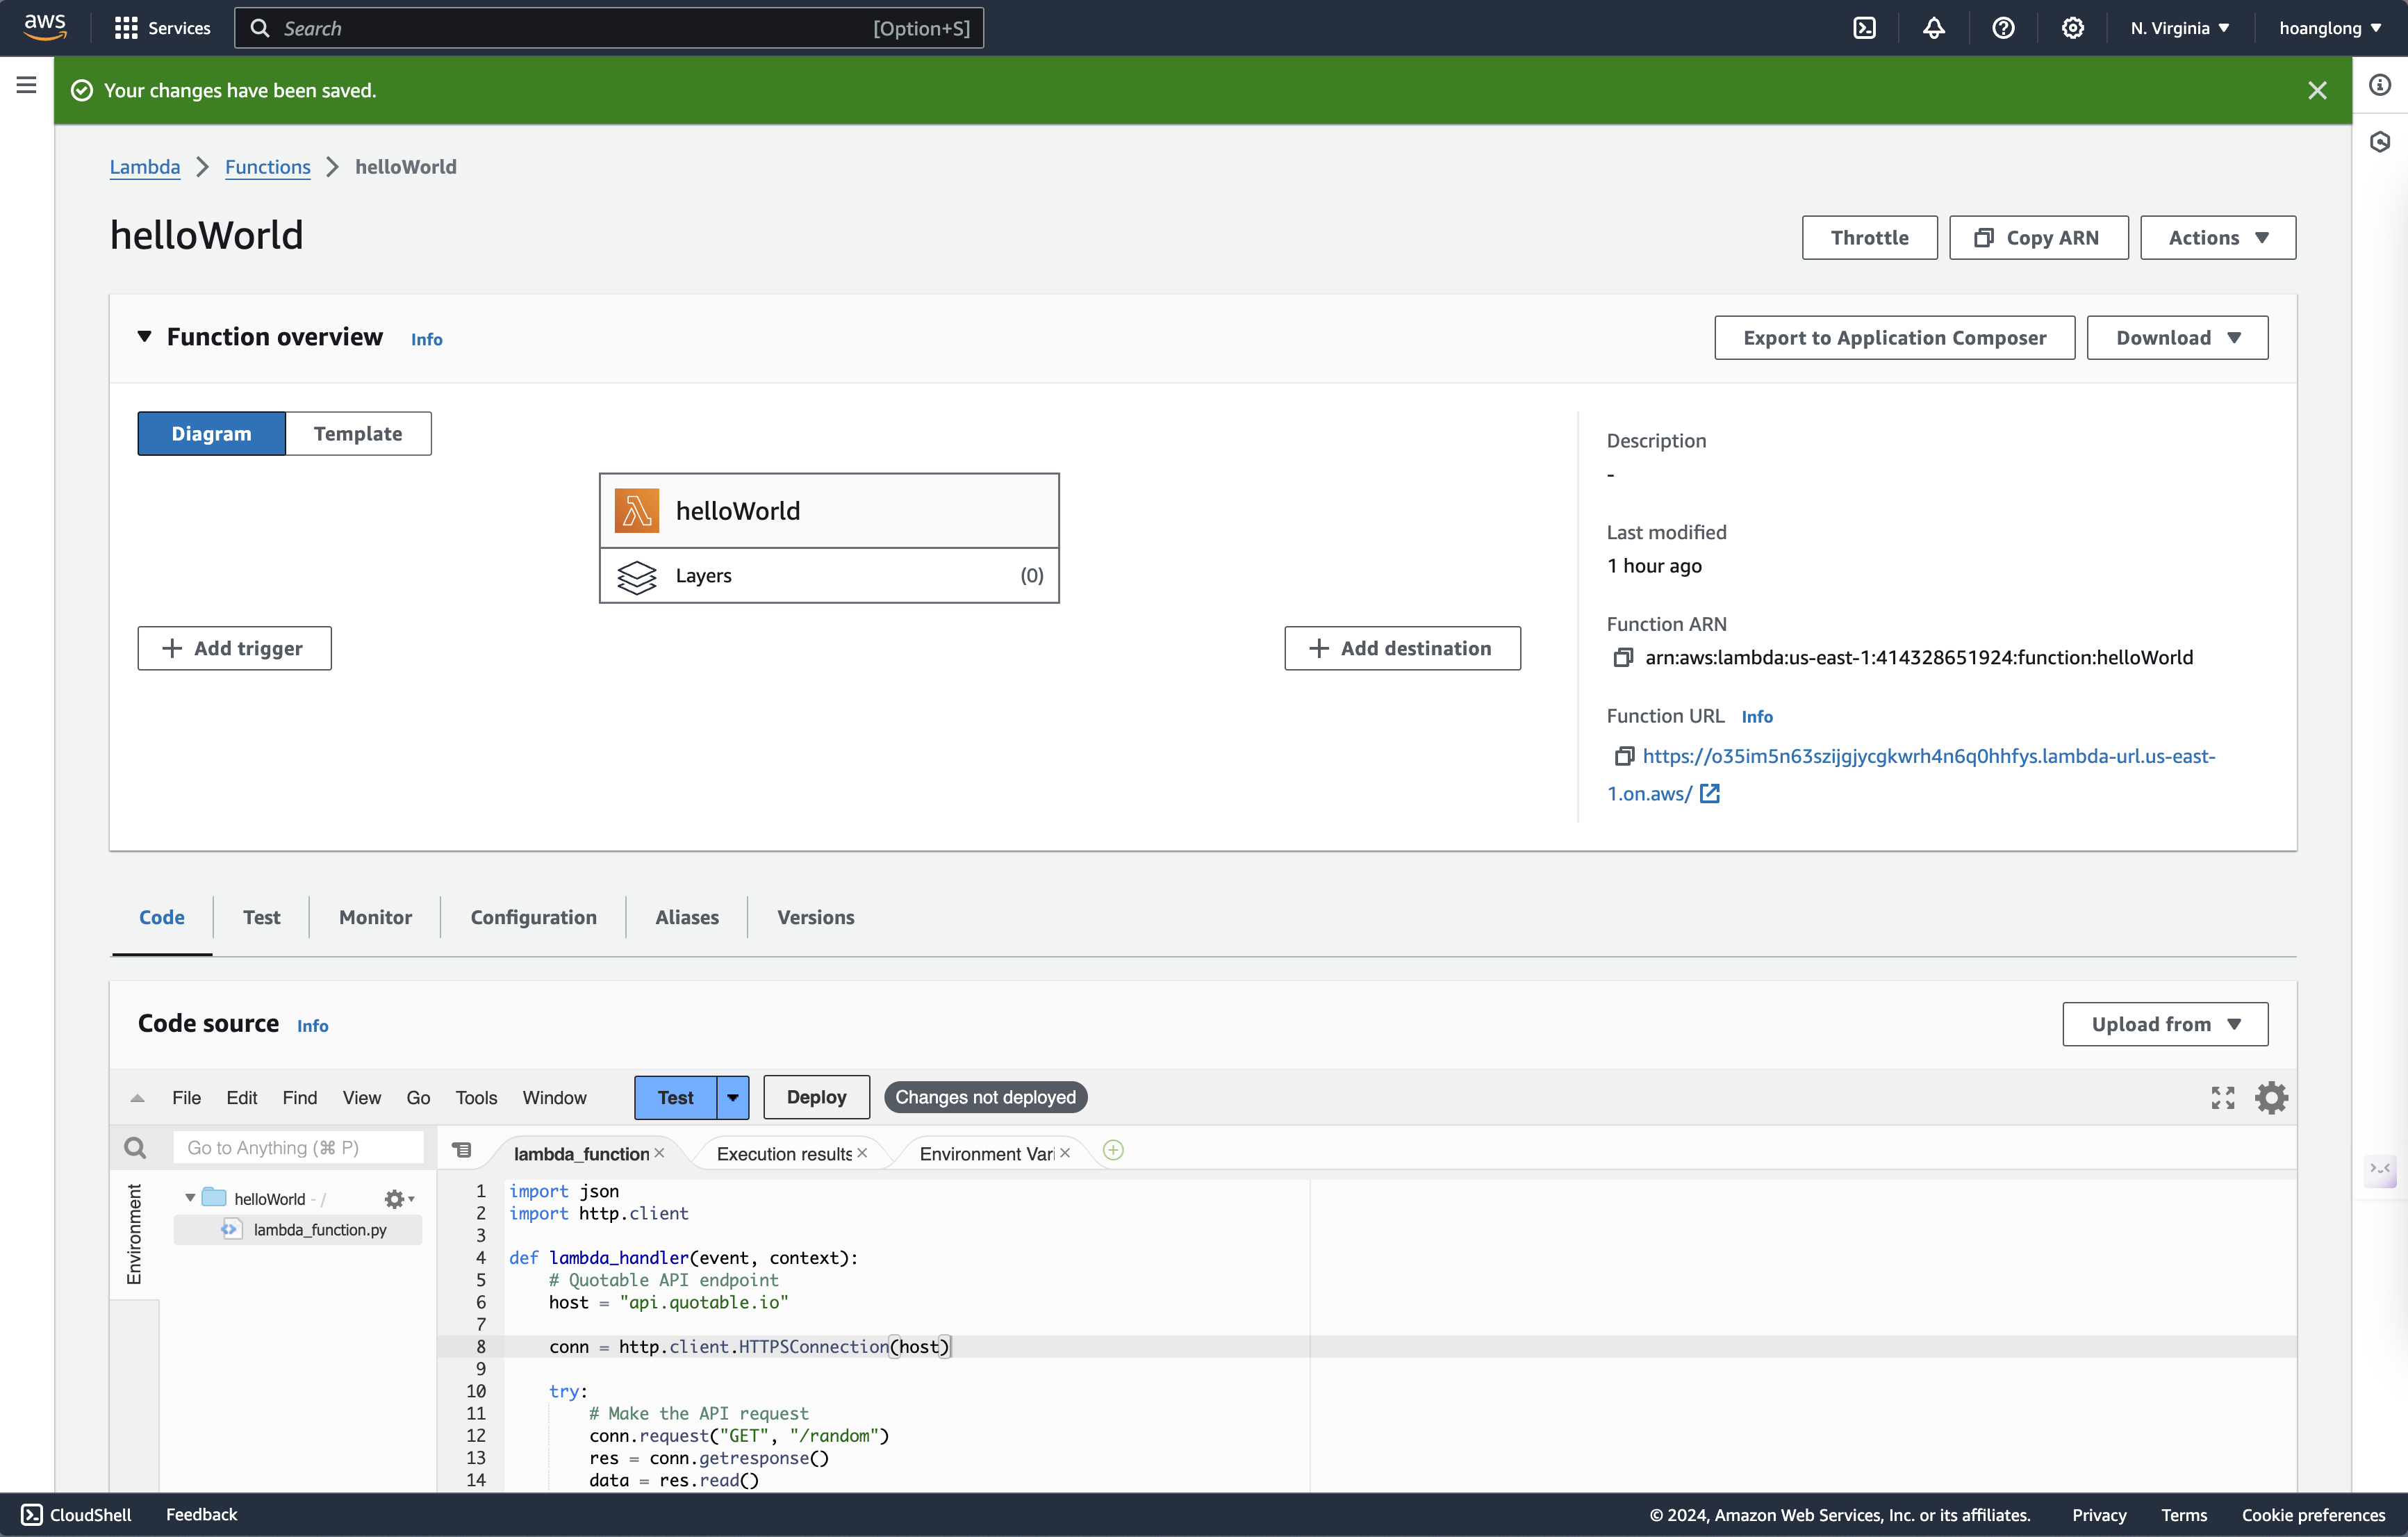 aws
Services
Search
[Option+S]
N. Virginia
hoanglong
Your changes have been saved.
Lambda
Functions
helloWorld
helloWorld
Throttle
Copy ARN
Actions
Function overview
Info
Export to Application Composer
Download
Diagram
Template
helloWorld
Layers
(0)
Add trigger
Add destination
Description
-
Last modified
1 hour ago
Function ARN
arn:aws:lambda:us-east-1:414328651924:function:helloWorld
Function URL Info
https://o35im5n63szijgjycgkwrh4n6q0hhfys.lambda-url.us-east-
1.on.aws/
Code
Test
Monitor
Configuration
Aliases
Versions
Code source
Info
Upload from
File
Edit
Find
View
Go
Tools
Window
Test
Deploy
Changes not deployed
Go to Anything (⌘ P)
lambda_function
Execution results
Environment Var
Environment
helloWorld - /
lambda_function.py
1 import json
2 import http.client
3
4 def lambda_handler(event, context):
5     # Quotable API endpoint
6     host = "api.quotable.io"
7
8     conn = http.client.HTTPSConnection(host)
9
10     try:
11         # Make the API request
12         conn.request("GET", "/random")
13         res = conn.getresponse()
14         data = res.read()
CloudShell
Feedback
© 2024, Amazon Web Services, Inc. or its affiliates.
Privacy
Terms
Cookie preferences